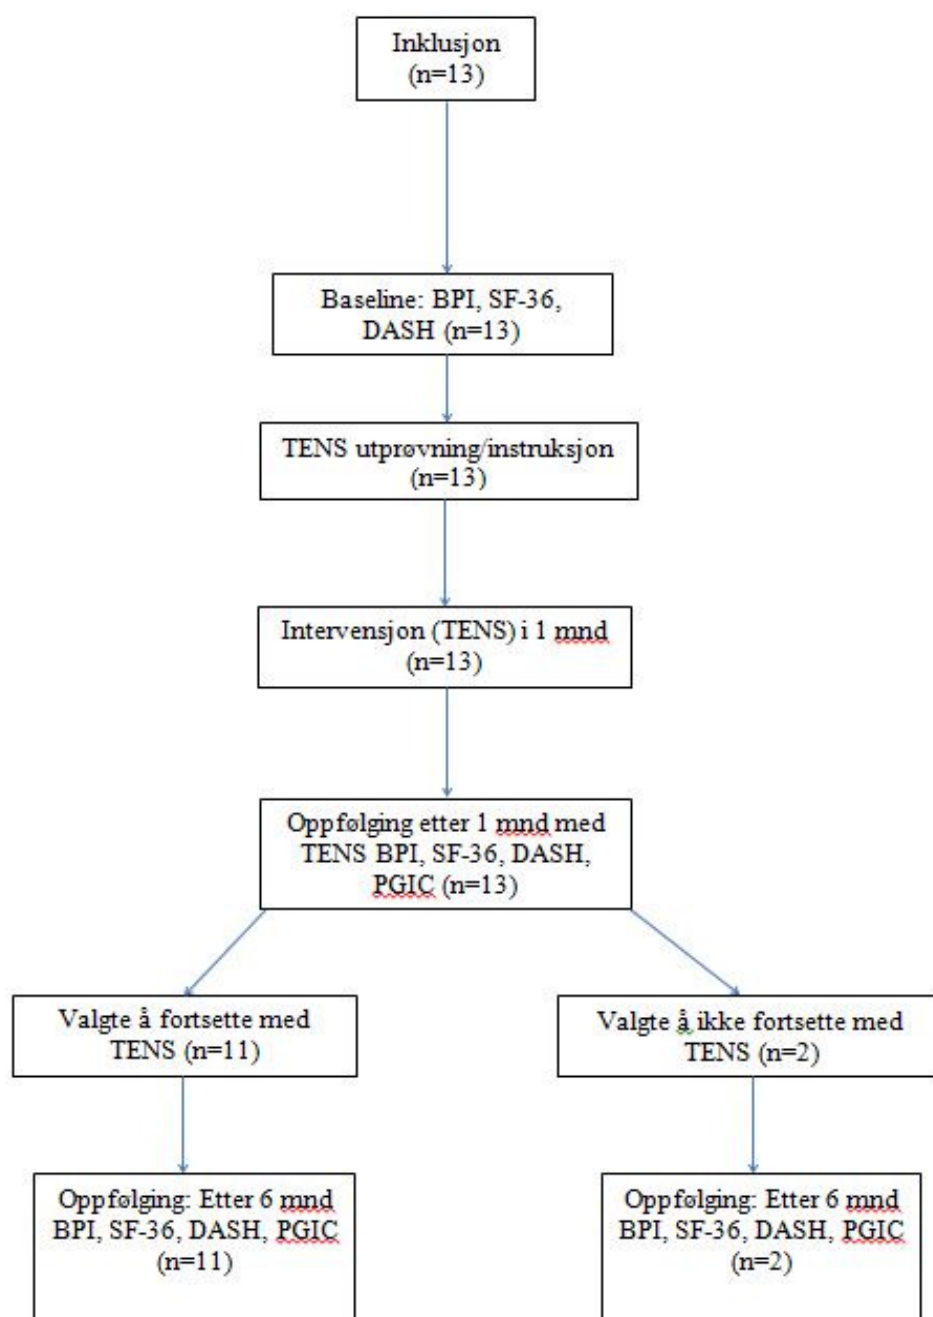 Inklusjon
(n=13)
Baseline: BPI, SF-36,
DASH (n=13)
TENS utprøvning/instruksjon
(n=13)
Intervensjon (TENS) i 1 mnd
(n=13)
Oppfølging etter 1 mnd med
TENS BPI, SF-36, DASH,
PGIC (n=13)
Valgte å fortsette med
TENS (n=11)
Valgte å ikke fortsette med
TENS (n=2)
Oppfølging: Etter 6 mnd
BPI, SF-36, DASH, PGIC
(n=11)
Oppfølging: Etter 6 mnd
BPI, SF-36, DASH, PGIC
(n=2)